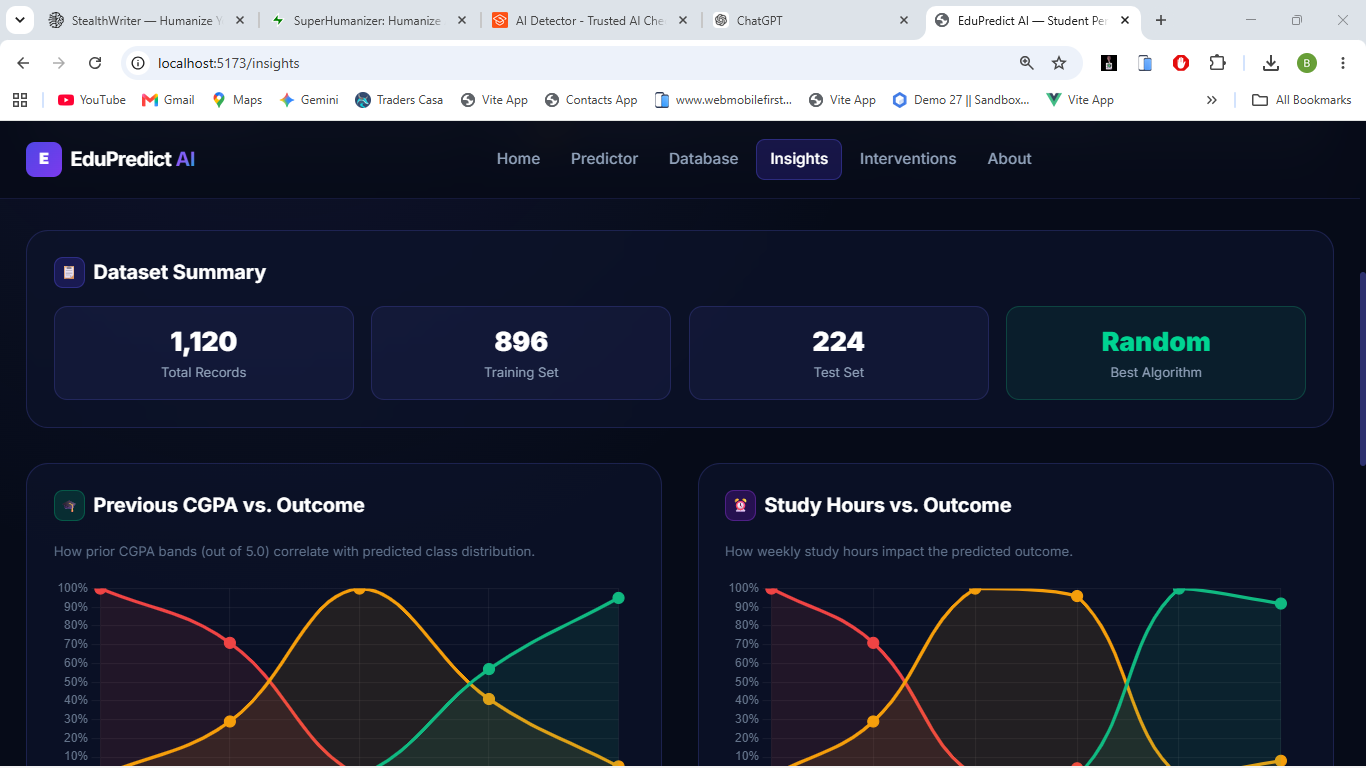 StealthWriter — Humanize Y
SuperHumanizer: Humanize
AI Detector - Trusted AI Che
ChatGPT
EduPredict AI — Student Per
localhost:5173/insights
B
YouTube
Gmail
Maps
Gemini
Traders Casa
Vite App
Contacts App
www.webmobilefirst...
Vite App
Demo 27 || Sandbox...
Vite App
»
All Bookmarks
E
EduPredict AI
Home
Predictor
Database
Insights
Interventions
About
Dataset Summary
1,120
Total Records
896
Training Set
224
Test Set
Random
Best Algorithm
Previous CGPA vs. Outcome
How prior CGPA bands (out of 5.0) correlate with predicted class distribution.
100%
90%
80%
70%
60%
50%
40%
30%
20%
10%
Study Hours vs. Outcome
How weekly study hours impact the predicted outcome.
100%
90%
80%
70%
60%
50%
40%
30%
20%
10%